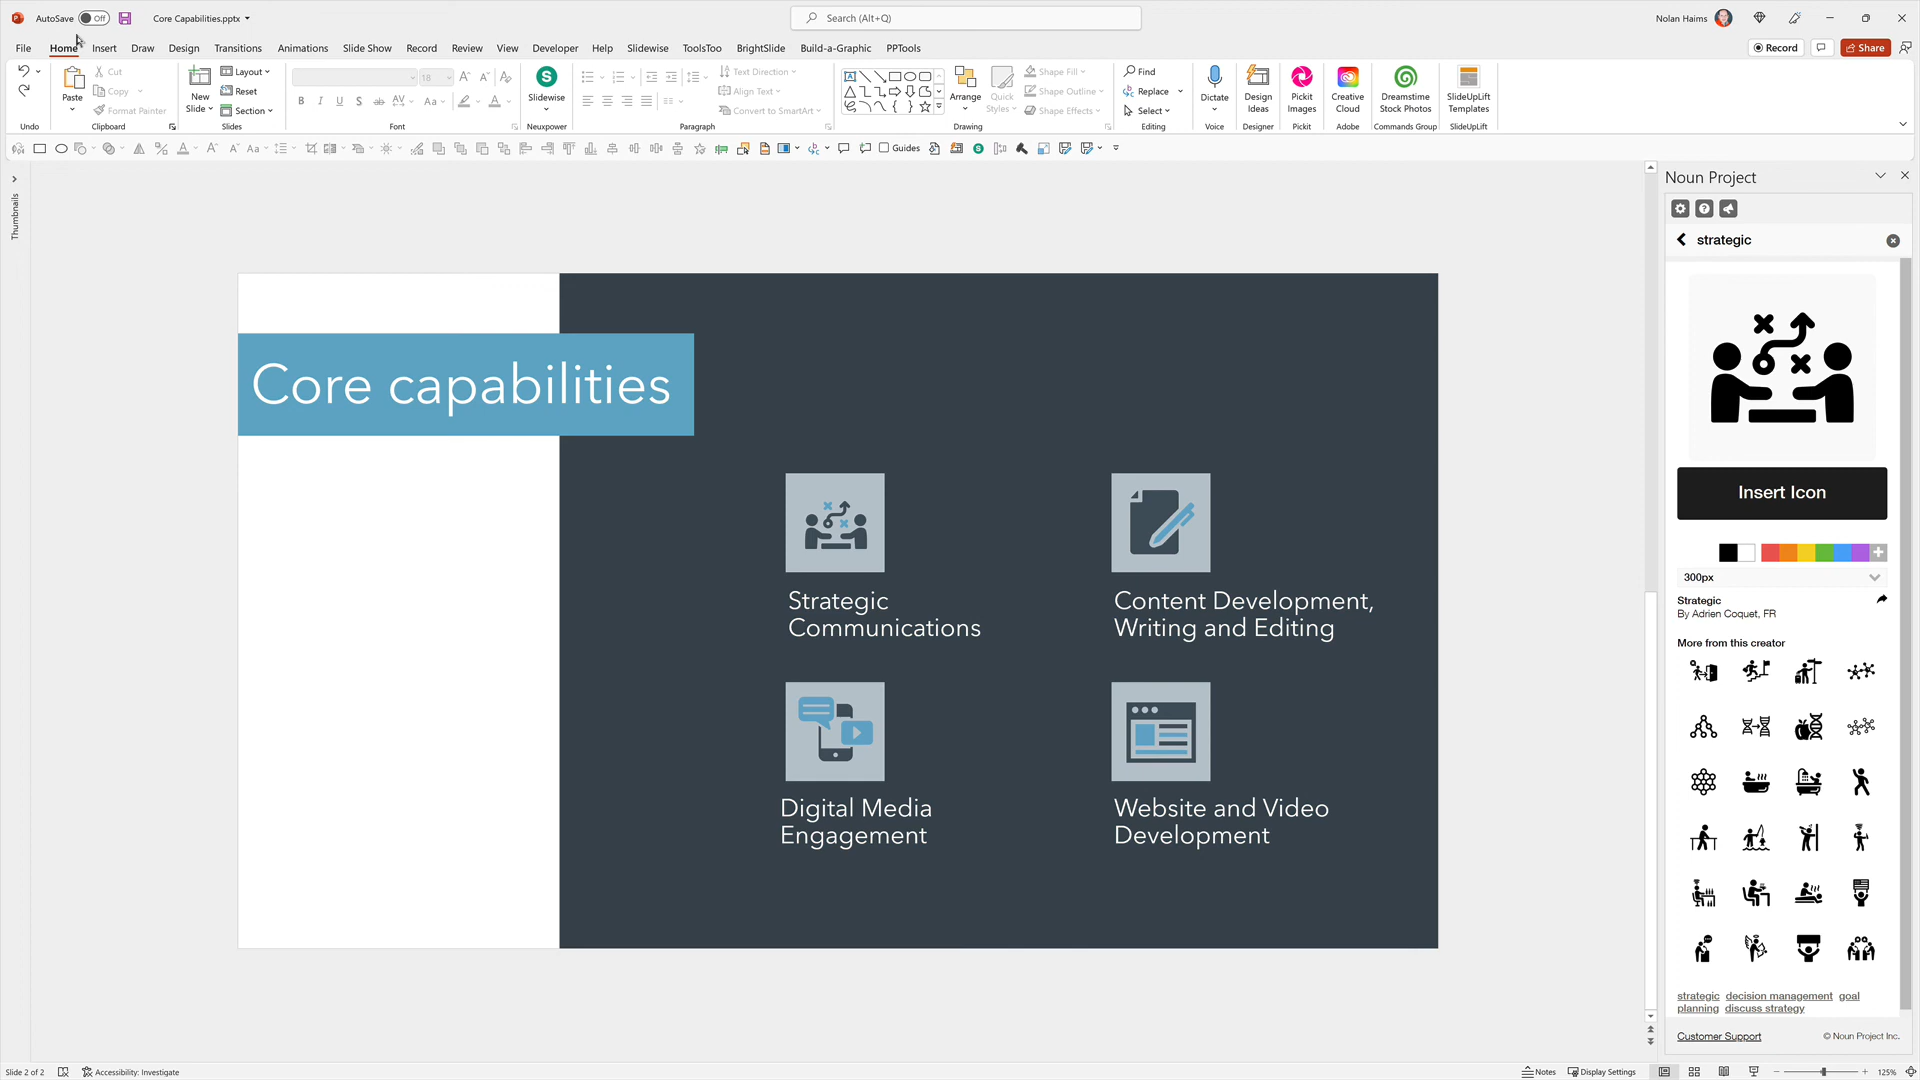 AutoSave Off Core Capabilities.pptx Search (Alt+Q) Nolan Haims
File Home Insert Draw Design Transitions Animations Slide Show Record Review View Developer Help Slidewise ToolsToo BrightSlide Build-a-Graphic PPTools Record Share
Undo
Paste
Cut
Copy
Format Painter
Clipboard
New
Slide
Layout
Reset
Section
Slides
18
Aa
Font
Slidewise
Neuxpower
Text Direction
Align Text
Convert to SmartArt
Paragraph
Arrange
Quick
Styles
Shape Fill
Shape Outline
Shape Effects
Drawing
Find
Replace
Select
Editing
Dictate
Voice
Design
Ideas
Designer
Pickit
Images
Pickit
Creative
Cloud
Adobe
Dreamstime
Stock Photos
Commands Group
SlideUpLift
Templates
SlideUpLift
Guides
Thumbnails
Core capabilities
Strategic
Communications
Content Development,
Writing and Editing
Digital Media
Engagement
Website and Video
Development
Noun Project
strategic
Insert Icon
300px
Strategic
By Adrien Coquet, FR
More from this creator
strategic decision management goal
planning discuss strategy
Customer Support © Noun Project Inc.
Slide 2 of 2 Accessibility: Investigate Notes Display Settings 125%